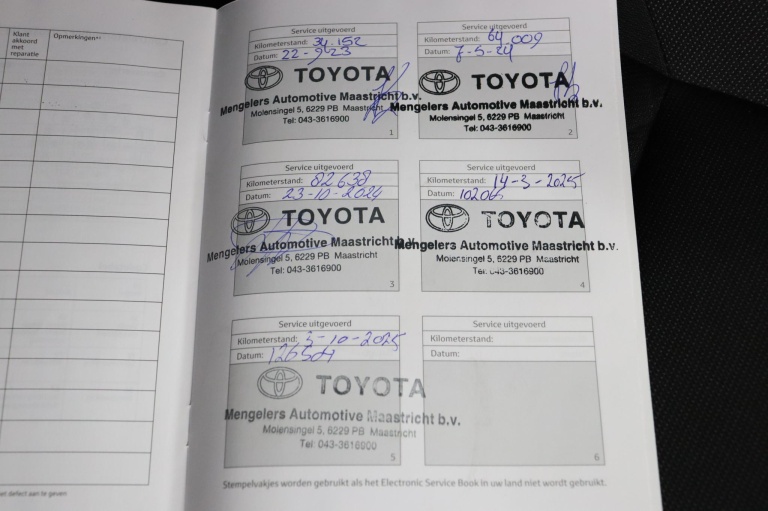 Klant
akkoord
met
reparatie
Opmerkingen
Service uitgevoerd
Kilometerstand: 34.152
Datum: 22-9-23
TOYOTA
Mengelers Automotive Maastricht b.v.
Molensingel 5, 6229 PB Maastricht
Tel: 043-3616900
1
Service uitgevoerd
Kilometerstand: 64.009
Datum: 7-5-24
TOYOTA
Mengelers Automotive Maastricht b.v.
Molensingel 5, 6229 PB Maastricht
Tel: 043-3616900
2
Service uitgevoerd
Kilometerstand: 82.638
Datum: 23-10-2024
TOYOTA
Mengelers Automotive Maastricht b.v.
Molensingel 5, 6229 PB Maastricht
Tel: 043-3616900
3
Service uitgevoerd
Kilometerstand: 14-3-2025
Datum:
TOYOTA
Mengelers Automotive Maastricht b.v.
Molensingel 5, 6229 PB Maastricht
Tel: 043-3616900
4
Service uitgevoerd
Kilometerstand: 3-10-2025
Datum:
TOYOTA
Mengelers Automotive Maastricht b.v.
Molensingel 5, 6229 PB Maastricht
Tel: 043-3616900
5
Service uitgevoerd
Kilometerstand:
Datum:
6
Stempelvakjes worden gebruikt als het Electronic Service Book in uw land niet wordt gebruikt.
defect aan te geven